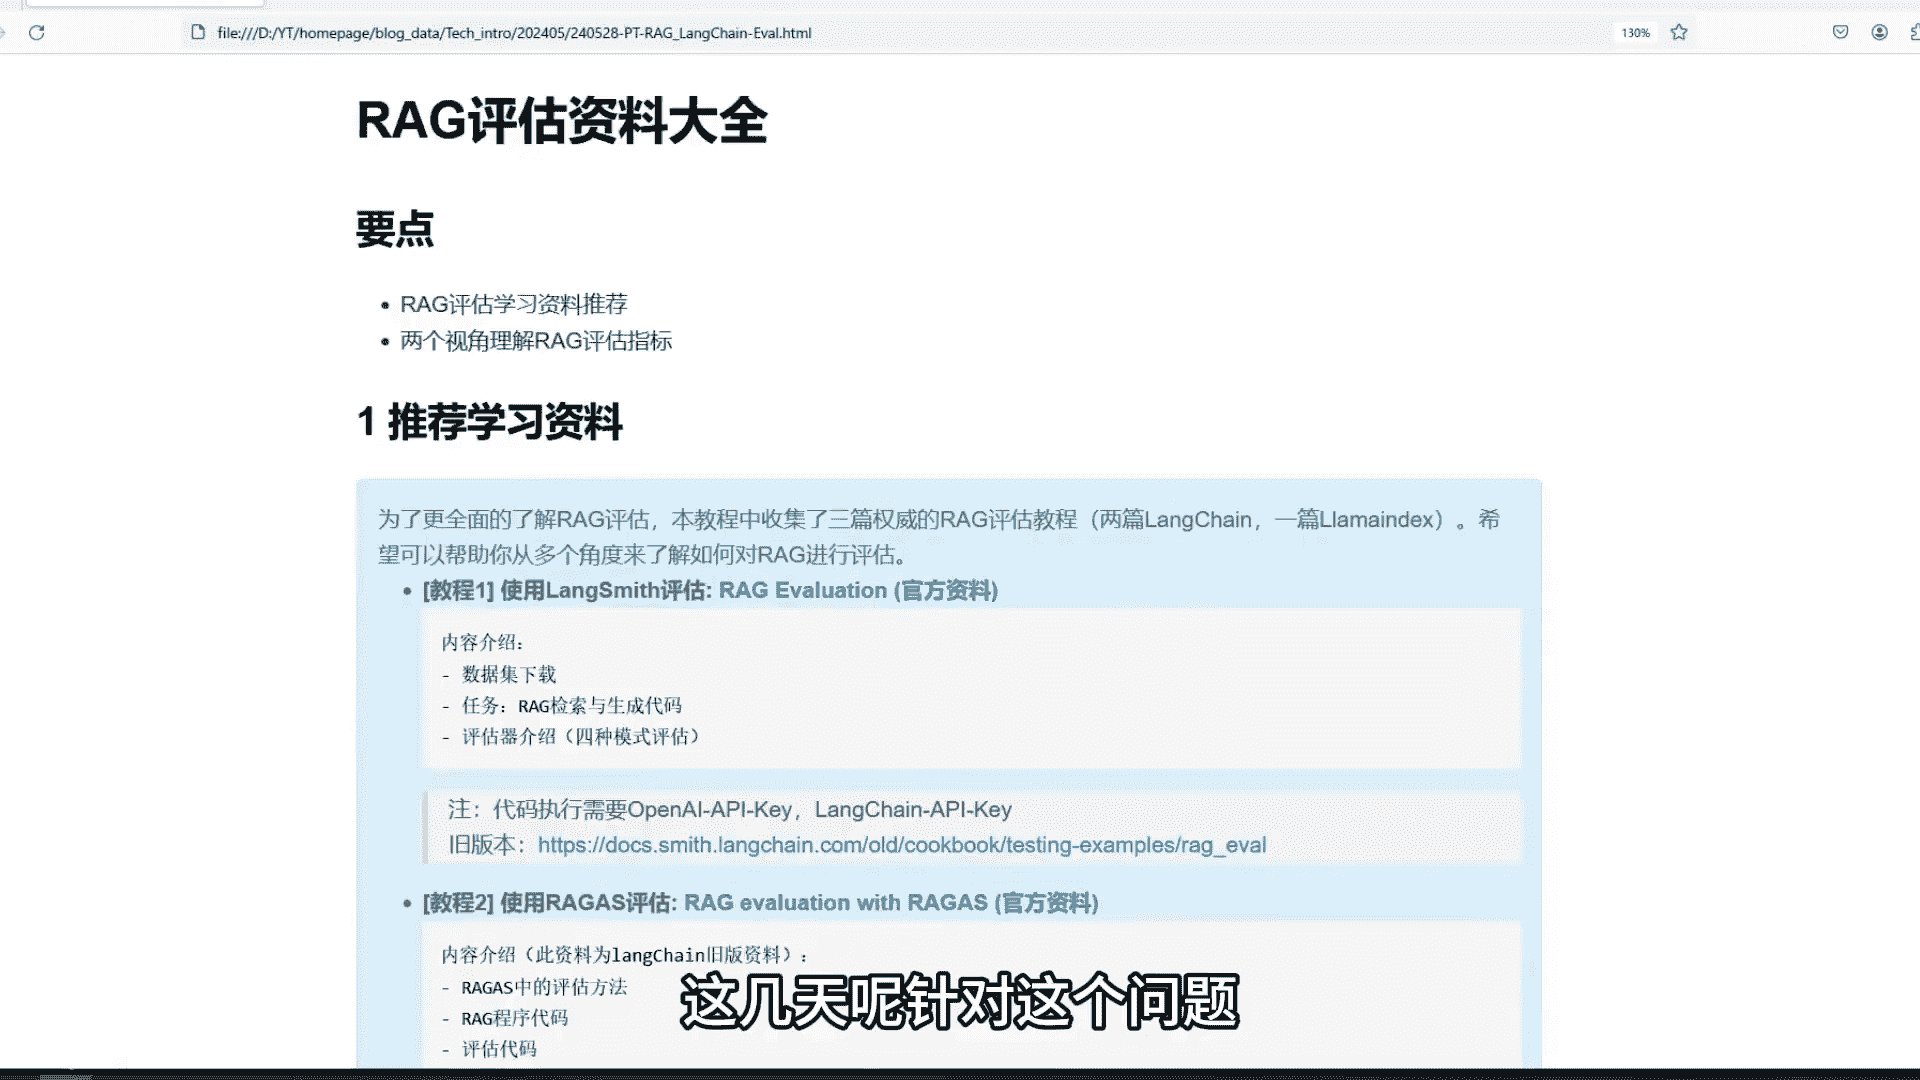 file:///D:/YT/homepage/blog_data/Tech_intro/202405/240528-PT-RAG_LangChain-Eval.html
130%
RAG评估资料大全
要点
• RAG评估学习资料推荐
• 两个视角理解RAG评估指标
1 推荐学习资料
为了更全面的了解RAG评估，本教程中收集了三篇权威的RAG评估教程（两篇LangChain，一篇Llamaindex）。希
望可以帮助你从多个角度来了解如何对RAG进行评估。
• [教程1] 使用LangSmith评估: RAG Evaluation (官方资料)
内容介绍：
- 数据集下载
- 任务：RAG检索与生成代码
- 评估器介绍（四种模式评估）
注：代码执行需要OpenAI-API-Key，LangChain-API-Key
旧版本：https://docs.smith.langchain.com/old/cookbook/testing-examples/rag_eval
• [教程2] 使用RAGAS评估: RAG evaluation with RAGAS (官方资料)
内容介绍（此资料为langChain旧版资料）：
- RAGAS中的评估方法
- RAG程序代码
- 评估代码
这几天呢针对这个问题